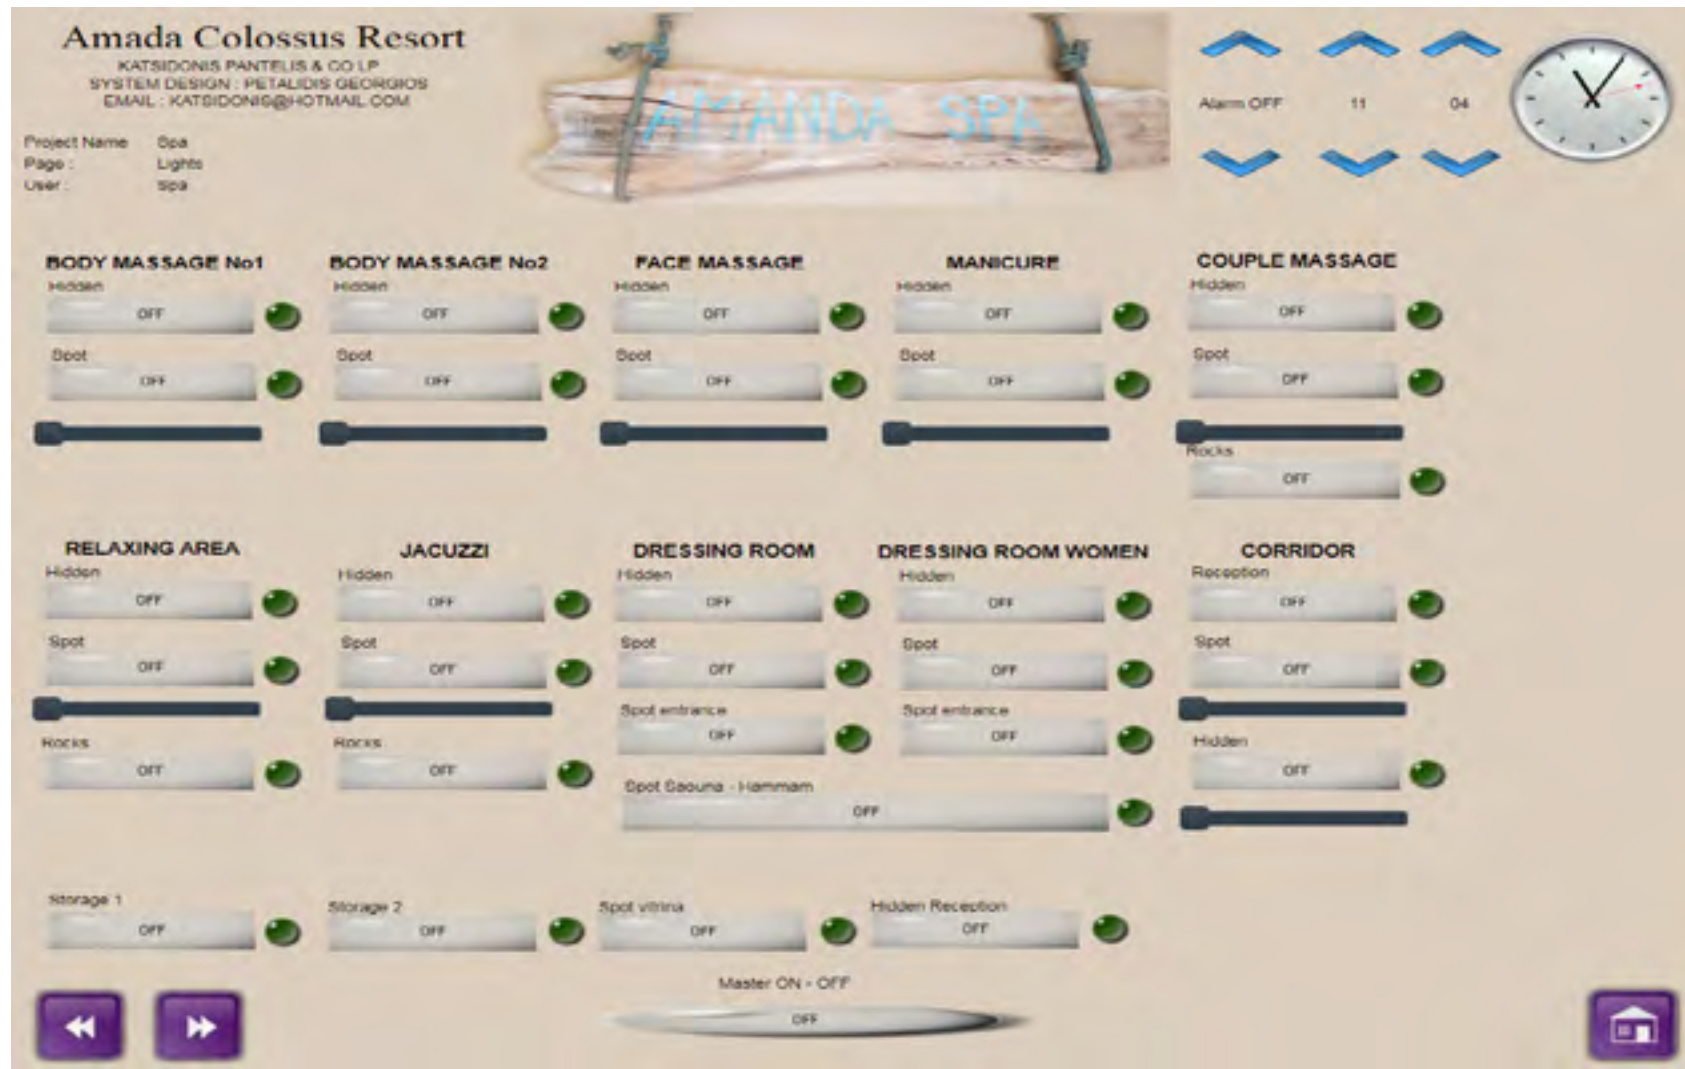 Amada Colossus Resort
KATSIDONIS PANTELIS & CO LP
SYSTEM DESIGN : PETALIDIS GEORGIOS
EMAIL : KATSIDONIS@HOTMAIL.COM
Project Name Spa
Page : Lights
User : Spa
AMANDA SPA
Alarm OFF 11 04
BODY MASSAGE No1 BODY MASSAGE No2 FACE MASSAGE MANICURE COUPLE MASSAGE
Hidden Hidden Hidden Hidden Hidden
OFF OFF OFF OFF OFF
Spot Spot Spot Spot Spot
OFF OFF OFF OFF OFF
Rocks
OFF
RELAXING AREA JACUZZI DRESSING ROOM DRESSING ROOM WOMEN CORRIDOR
Hidden Hidden Hidden Hidden Reception
OFF OFF OFF OFF OFF
Spot Spot Spot Spot Spot
OFF OFF OFF OFF OFF
Spot entrance Spot entrance
OFF OFF
Rocks Rocks Hidden
OFF OFF OFF
Spot Saouna - Hammam
OFF
Storage 1 Storage 2 Spot vitrina Hidden Reception
OFF OFF OFF OFF
Master ON - OFF
OFF